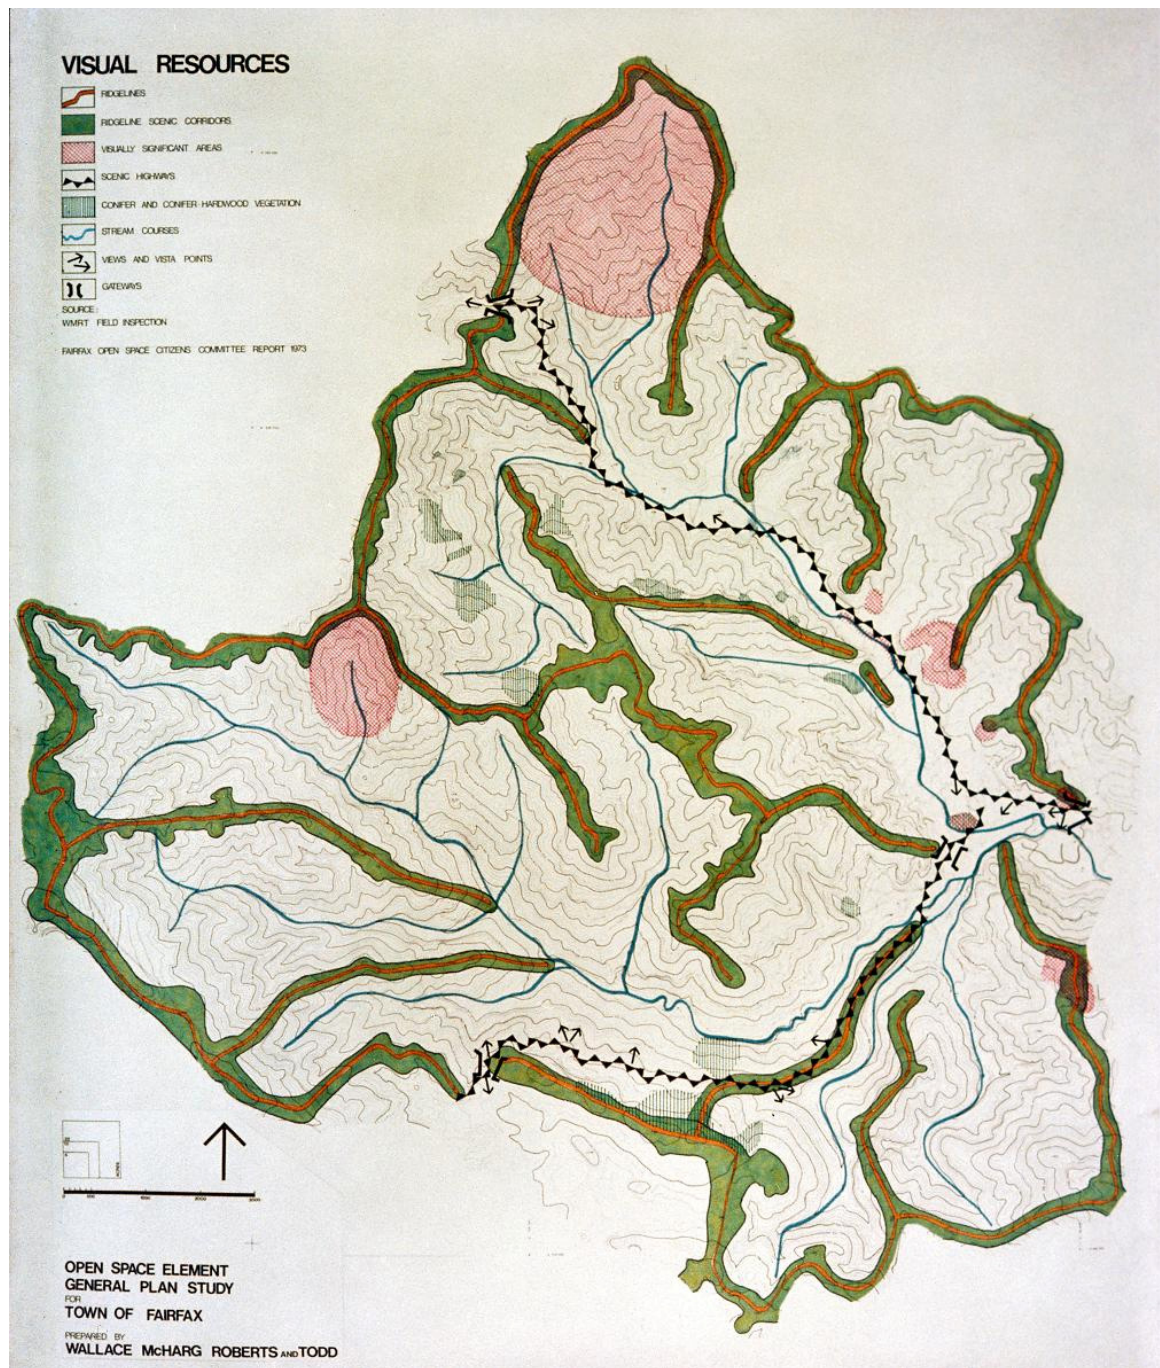 VISUAL RESOURCES
RIDGELINES
RIDGELINE SCENIC CORRIDORS
VISUALLY SIGNIFICANT AREAS
SCENIC HIGHWAYS
CONIFER AND CONIFER-HARDWOOD VEGETATION
STREAM COURSES
VIEWS AND VISTA POINTS
GATEWAYS
SOURCE:
WMRT FIELD INSPECTION
FAIRFAX OPEN SPACE CITIZENS COMMITTEE REPORT 1973
OPEN SPACE ELEMENT
GENERAL PLAN STUDY
FOR
TOWN OF FAIRFAX
PREPARED BY
WALLACE McHARG ROBERTS AND TODD